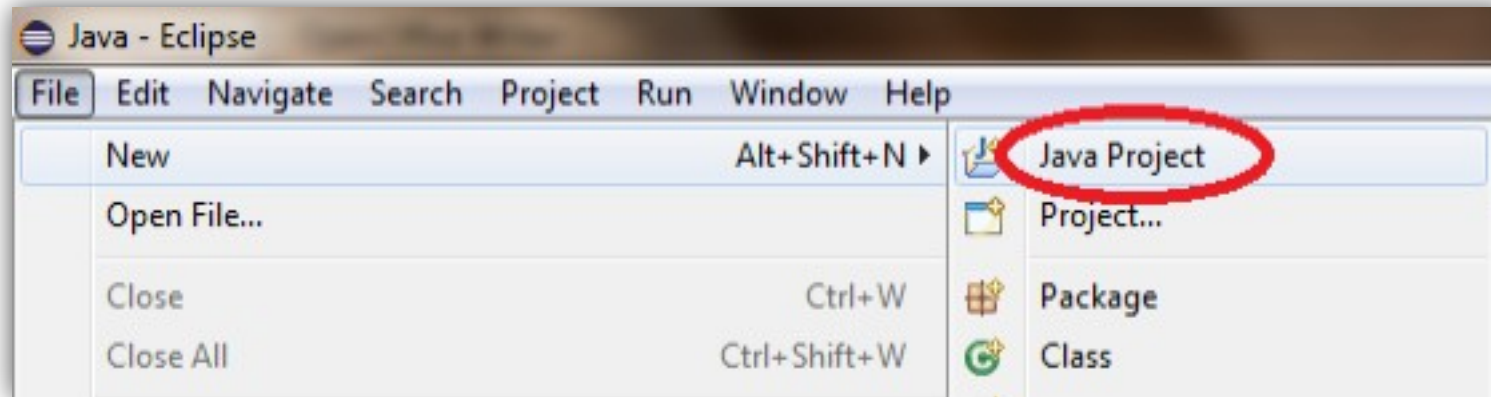 Java - Eclipse
File Edit Navigate Search Project Run Window Help
New Alt+Shift+N Java Project
Open File... Project...
Close Ctrl+W Package
Close All Ctrl+Shift+W Class